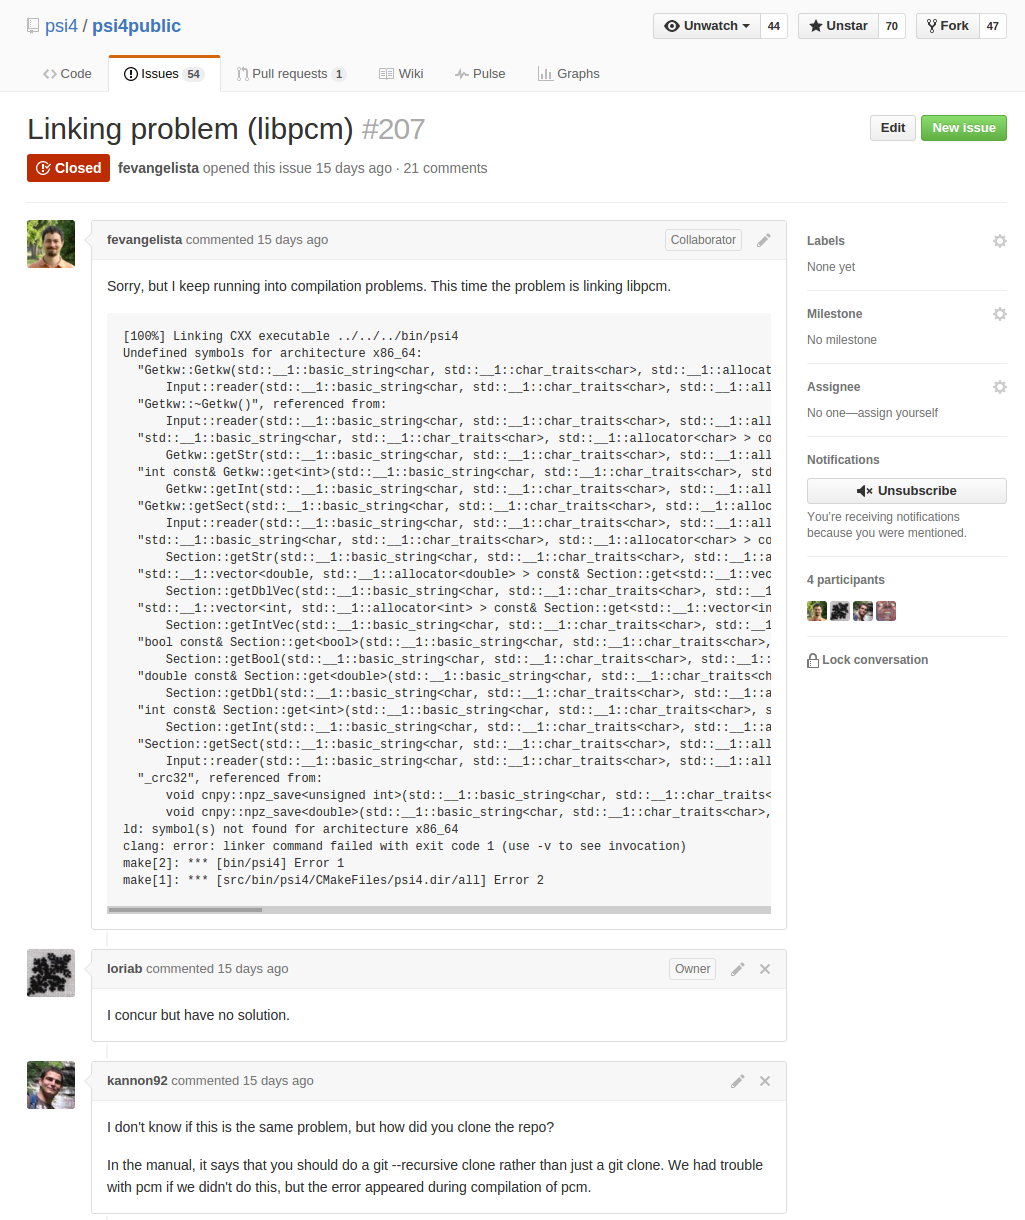 psi4 / psi4public
Unwatch 44
Unstar 70
Fork 47
Code
Issues 54
Pull requests 1
Wiki
Pulse
Graphs
Linking problem (libpcm) #207
Edit
New issue
Closed
fevangelista opened this issue 15 days ago · 21 comments
fevangelista commented 15 days ago
Collaborator
Sorry, but I keep running into compilation problems. This time the problem is linking libpcm.
[100%] Linking CXX executable ../../../bin/psi4
Undefined symbols for architecture x86_64:
"Getkw::Getkw(std::__1::basic_string<char, std::__1::char_traits<char>, std::__1::allocat
Input::reader(std::__1::basic_string<char, std::__1::char_traits<char>, std::__1::all
"Getkw::~Getkw()", referenced from:
Input::reader(std::__1::basic_string<char, std::__1::char_traits<char>, std::__1::all
"std::__1::basic_string<char, std::__1::char_traits<char>, std::__1::allocator<char> > co
Getkw::getStr(std::__1::basic_string<char, std::__1::char_traits<char>, std::__1::all
"int const& Getkw::get<int>(std::__1::basic_string<char, std::__1::char_traits<char>, std
Getkw::getInt(std::__1::basic_string<char, std::__1::char_traits<char>, std::__1::all
"Getkw::getSect(std::__1::basic_string<char, std::__1::char_traits<char>, std::__1::alloc
Input::reader(std::__1::basic_string<char, std::__1::char_traits<char>, std::__1::all
"std::__1::basic_string<char, std::__1::char_traits<char>, std::__1::allocator<char> > co
Section::getStr(std::__1::basic_string<char, std::__1::char_traits<char>, std::__1::a
"std::__1::vector<double, std::__1::allocator<double> > const& Section::get<std::__1::vec
Section::getDblVec(std::__1::basic_string<char, std::__1::char_traits<char>, std::__1
"std::__1::vector<int, std::__1::allocator<int> > const& Section::get<std::__1::vector<in
Section::getIntVec(std::__1::basic_string<char, std::__1::char_traits<char>, std::__1
"bool const& Section::get<bool>(std::__1::basic_string<char, std::__1::char_traits<char>,
Section::getBool(std::__1::basic_string<char, std::__1::char_traits<char>, std::__1::
"double const& Section::get<double>(std::__1::basic_string<char, std::__1::char_traits<ch
Section::getDbl(std::__1::basic_string<char, std::__1::char_traits<char>, std::__1::a
"int const& Section::get<int>(std::__1::basic_string<char, std::__1::char_traits<char>, s
Section::getInt(std::__1::basic_string<char, std::__1::char_traits<char>, std::__1::a
"Section::getSect(std::__1::basic_string<char, std::__1::char_traits<char>, std::__1::all
Input::reader(std::__1::basic_string<char, std::__1::char_traits<char>, std::__1::all
"_crc32", referenced from:
void cnpy::npz_save<unsigned int>(std::__1::basic_string<char, std::__1::char_traits<
void cnpy::npz_save<double>(std::__1::basic_string<char, std::__1::char_traits<char>,
ld: symbol(s) not found for architecture x86_64
clang: error: linker command failed with exit code 1 (use -v to see invocation)
make[2]: *** [bin/psi4] Error 1
make[1]: *** [src/bin/psi4/CMakeFiles/psi4.dir/all] Error 2
loriab commented 15 days ago
Owner
I concur but have no solution.
kannon92 commented 15 days ago
I don't know if this is the same problem, but how did you clone the repo?
In the manual, it says that you should do a git --recursive clone rather than just a git clone. We had trouble
with pcm if we didn't do this, but the error appeared during compilation of pcm.
Labels
None yet
Milestone
No milestone
Assignee
No one—assign yourself
Notifications
Unsubscribe
You're receiving notifications
because you were mentioned.
4 participants
Lock conversation